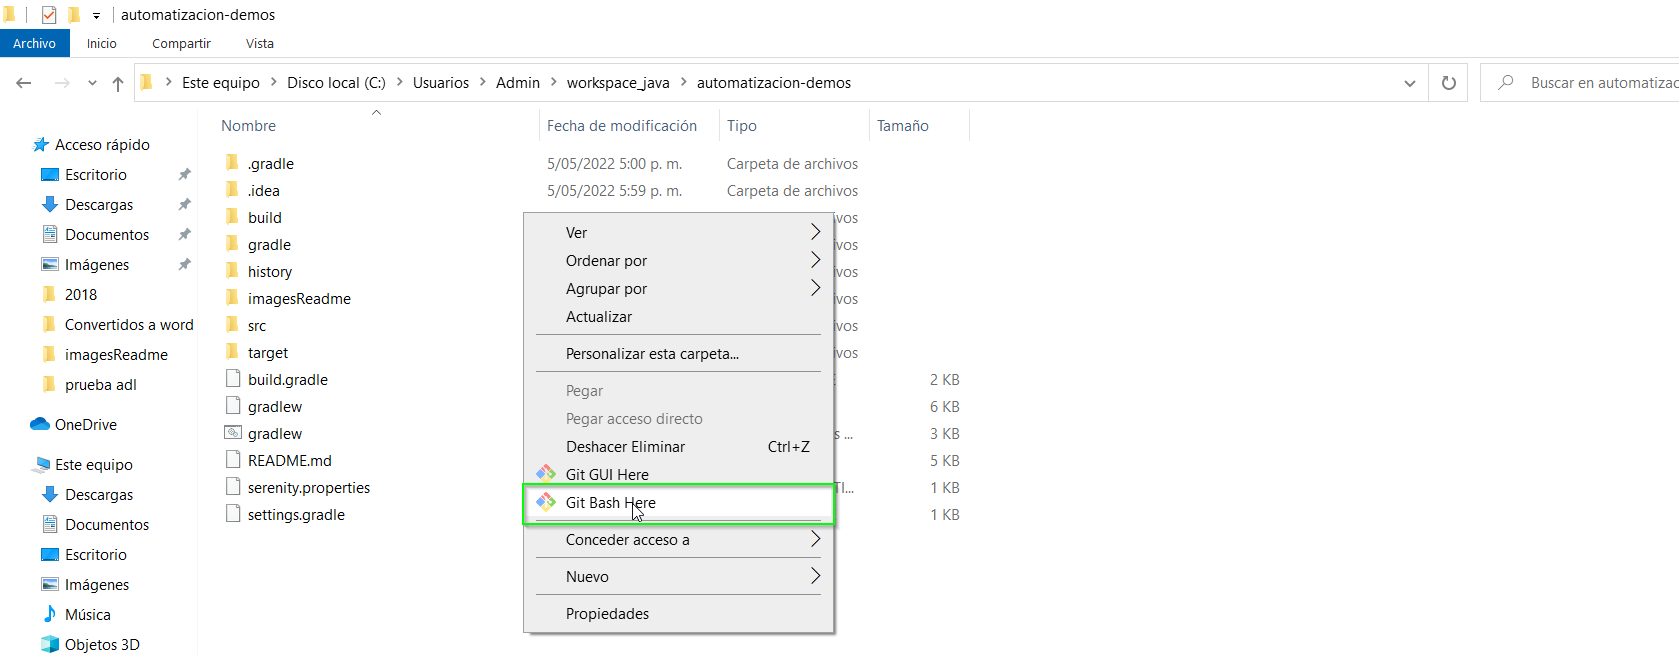 automatizacion-demos
Archivo Inicio Compartir Vista
Este equipo Disco local (C:) Usuarios Admin workspace_java automatizacion-demos
Buscar en automatizac
Nombre Fecha de modificación Tipo Tamaño
Acceso rápido
Escritorio
Descargas
Documentos
Imágenes
2018
Convertidos a word
imagesReadme
prueba adl
OneDrive
Este equipo
Descargas
Documentos
Escritorio
Imágenes
Música
Objetos 3D
.gradle 5/05/2022 5:00 p. m. Carpeta de archivos
.idea 5/05/2022 5:59 p. m. Carpeta de archivos
build vos
gradle vos
history vos
imagesReadme vos
src vos
target vos
build.gradle 2 KB
gradlew 6 KB
gradlew s ... 3 KB
README.md 5 KB
serenity.properties TI... 1 KB
settings.gradle 1 KB
Ver
Ordenar por
Agrupar por
Actualizar
Personalizar esta carpeta...
Pegar
Pegar acceso directo
Deshacer Eliminar Ctrl+Z
Git GUI Here
Git Bash Here
Conceder acceso a
Nuevo
Propiedades